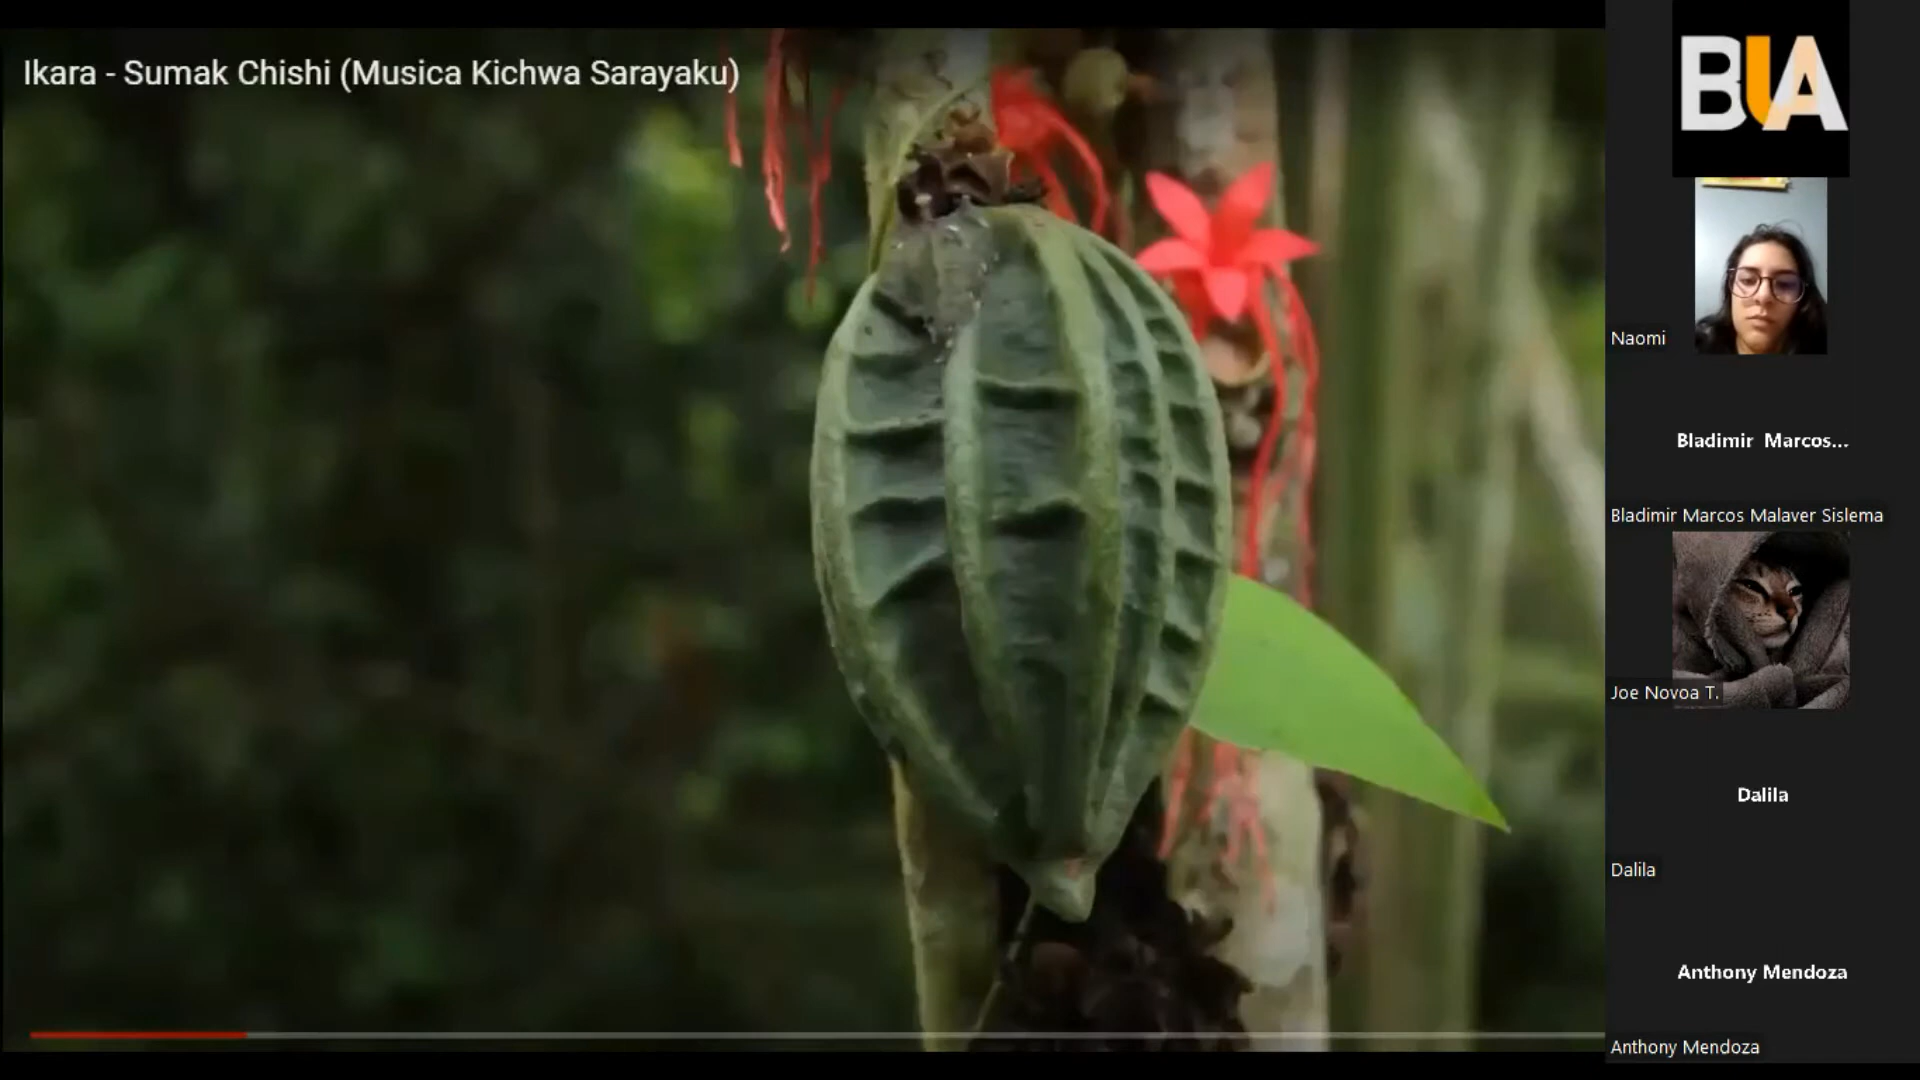 Ikara - Sumak Chishi (Musica Kichwa Sarayaku)
BUA
Naomi
Bladimir Marcos...
Bladimir Marcos Malaver Sislema
Joe Novoa T.
Dalila
Dalila
Anthony Mendoza
Anthony Mendoza